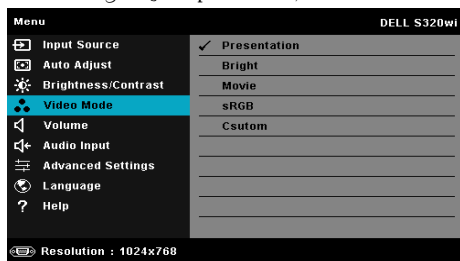 Menu DELL S320wi
Input Source ✓ Presentation
Auto Adjust Bright
Brightness/Contrast Movie
Video Mode sRGB
Volume Csutom
Audio Input
Advanced Settings
Language
? Help
Resolution : 1024x768